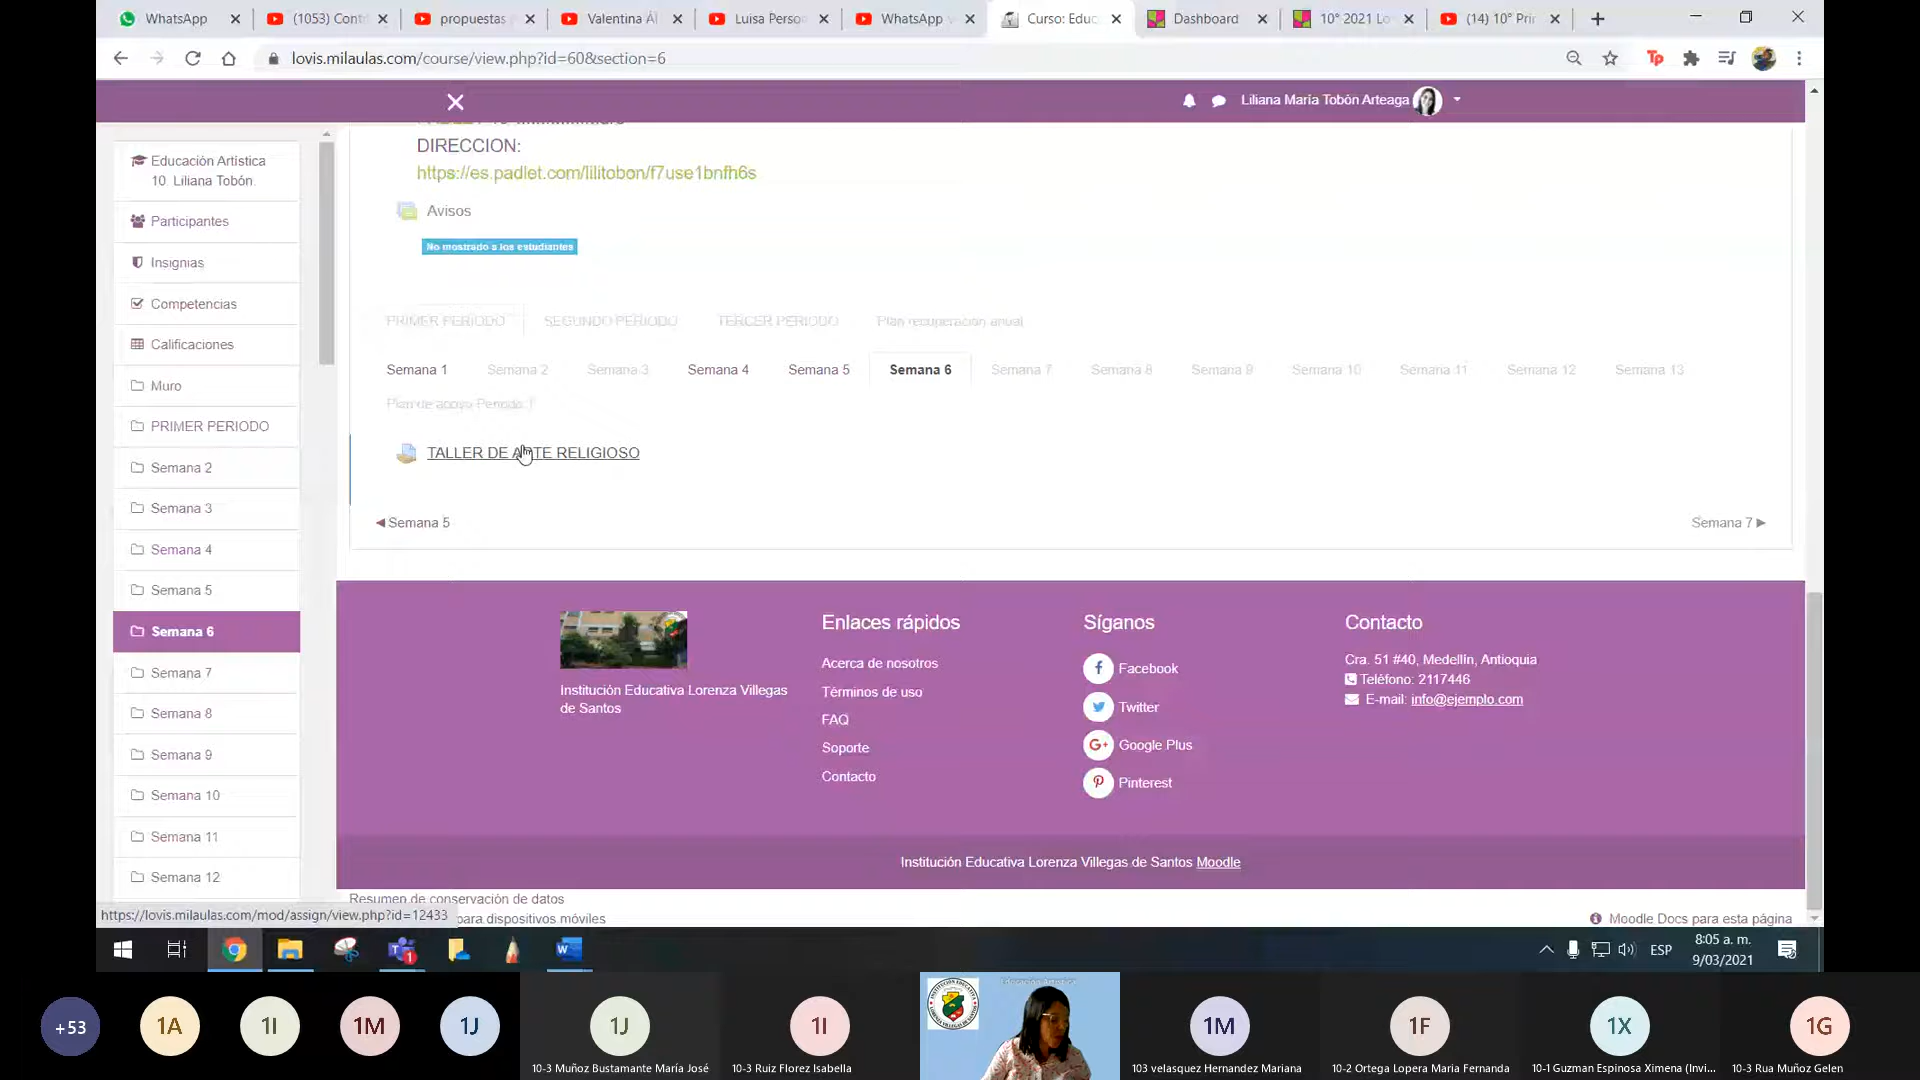 WhatsApp
(1053) Cont
propuestas
Valentina Ál
Luisa Perso
WhatsApp v
Curso: Educ
Dashboard
10° 2021 Lo
(14) 10° Pri
lovis.milaulas.com/course/view.php?id=60&section=6
Tp
Liliana María Tobón Arteaga
Educación Artística
10 Liliana Tobón.
Participantes
Insignias
Competencias
Calificaciones
Muro
PRIMER PERIODO
Semana 2
Semana 3
Semana 4
Semana 5
Semana 6
Semana 7
Semana 8
Semana 9
Semana 10
Semana 11
Semana 12
DIRECCION:
https://es.padlet.com/lilitobon/f7use1bnfh6s
Avisos
No mostrado a los estudiantes
PRIMER PERIODO SEGUNDO PERIODO TERCER PERIODO Plan recuperación anual
Semana 1 Semana 2 Semana 3 Semana 4 Semana 5 Semana 6 Semana 7 Semana 8 Semana 9 Semana 10 Semana 11 Semana 12 Semana 13
Plan de apoyo Periodo 1
TALLER DE ARTE RELIGIOSO
◀ Semana 5
Semana 7 ▶
Institución Educativa Lorenza Villegas
de Santos
Enlaces rápidos
Acerca de nosotros
Términos de uso
FAQ
Soporte
Contacto
Síganos
Facebook
Twitter
Google Plus
Pinterest
Contacto
Cra. 51 #40, Medellín, Antioquia
Teléfono: 2117446
E-mail: info@ejemplo.com
Institución Educativa Lorenza Villegas de Santos Moodle
Resumen de conservación de datos
para dispositivos móviles
https://lovis.milaulas.com/mod/assign/view.php?id=12433
Moodle Docs para esta página
ESP
8:05 a. m.
9/03/2021
+53
1A
1I
1M
1J
1J
10-3 Muñoz Bustamante María José
1I
10-3 Ruiz Florez Isabella
Educación Artística
1M
103 velasquez Hernandez Mariana
1F
10-2 Ortega Lopera Maria Fernanda
1X
10-1 Guzman Espinosa Ximena (Invi...
1G
10-3 Rua Muñoz Gelen